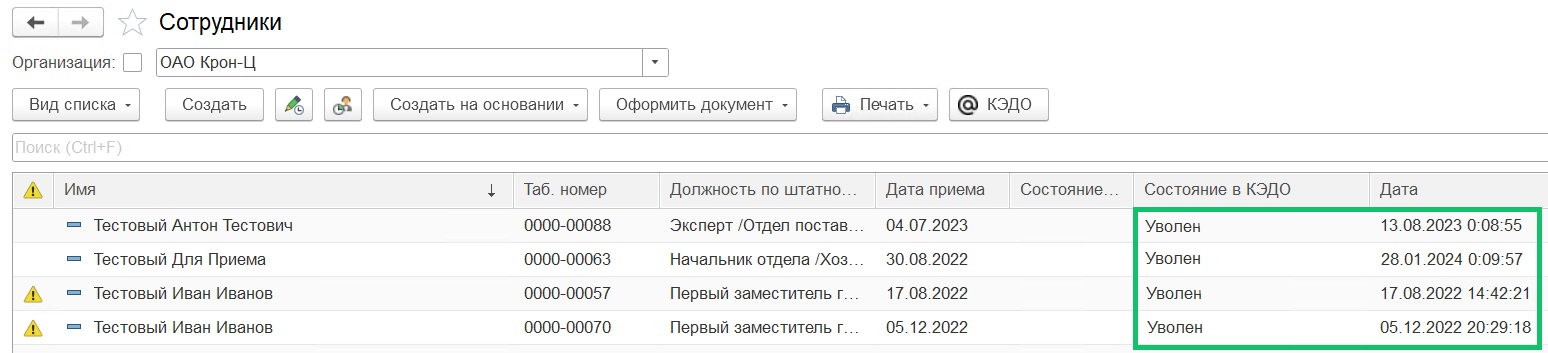 Сотрудники
Организация: ОАО Крон-Ц
Вид списка Создать Создать на основании Оформить документ Печать КЭДО
Поиск (Ctrl+F)
Имя Таб. номер Должность по штатно... Дата приема Состояние... Состояние в КЭДО Дата
Тестовый Антон Тестович 0000-00088 Эксперт /Отдел постав... 04.07.2023 Уволен 13.08.2023 0:08:55
Тестовый Для Приема 0000-00063 Начальник отдела /Хоз... 30.08.2022 Уволен 28.01.2024 0:09:57
Тестовый Иван Иванов 0000-00057 Первый заместитель г... 17.08.2022 Уволен 17.08.2022 14:42:21
Тестовый Иван Иванов 0000-00070 Первый заместитель г... 05.12.2022 Уволен 05.12.2022 20:29:18